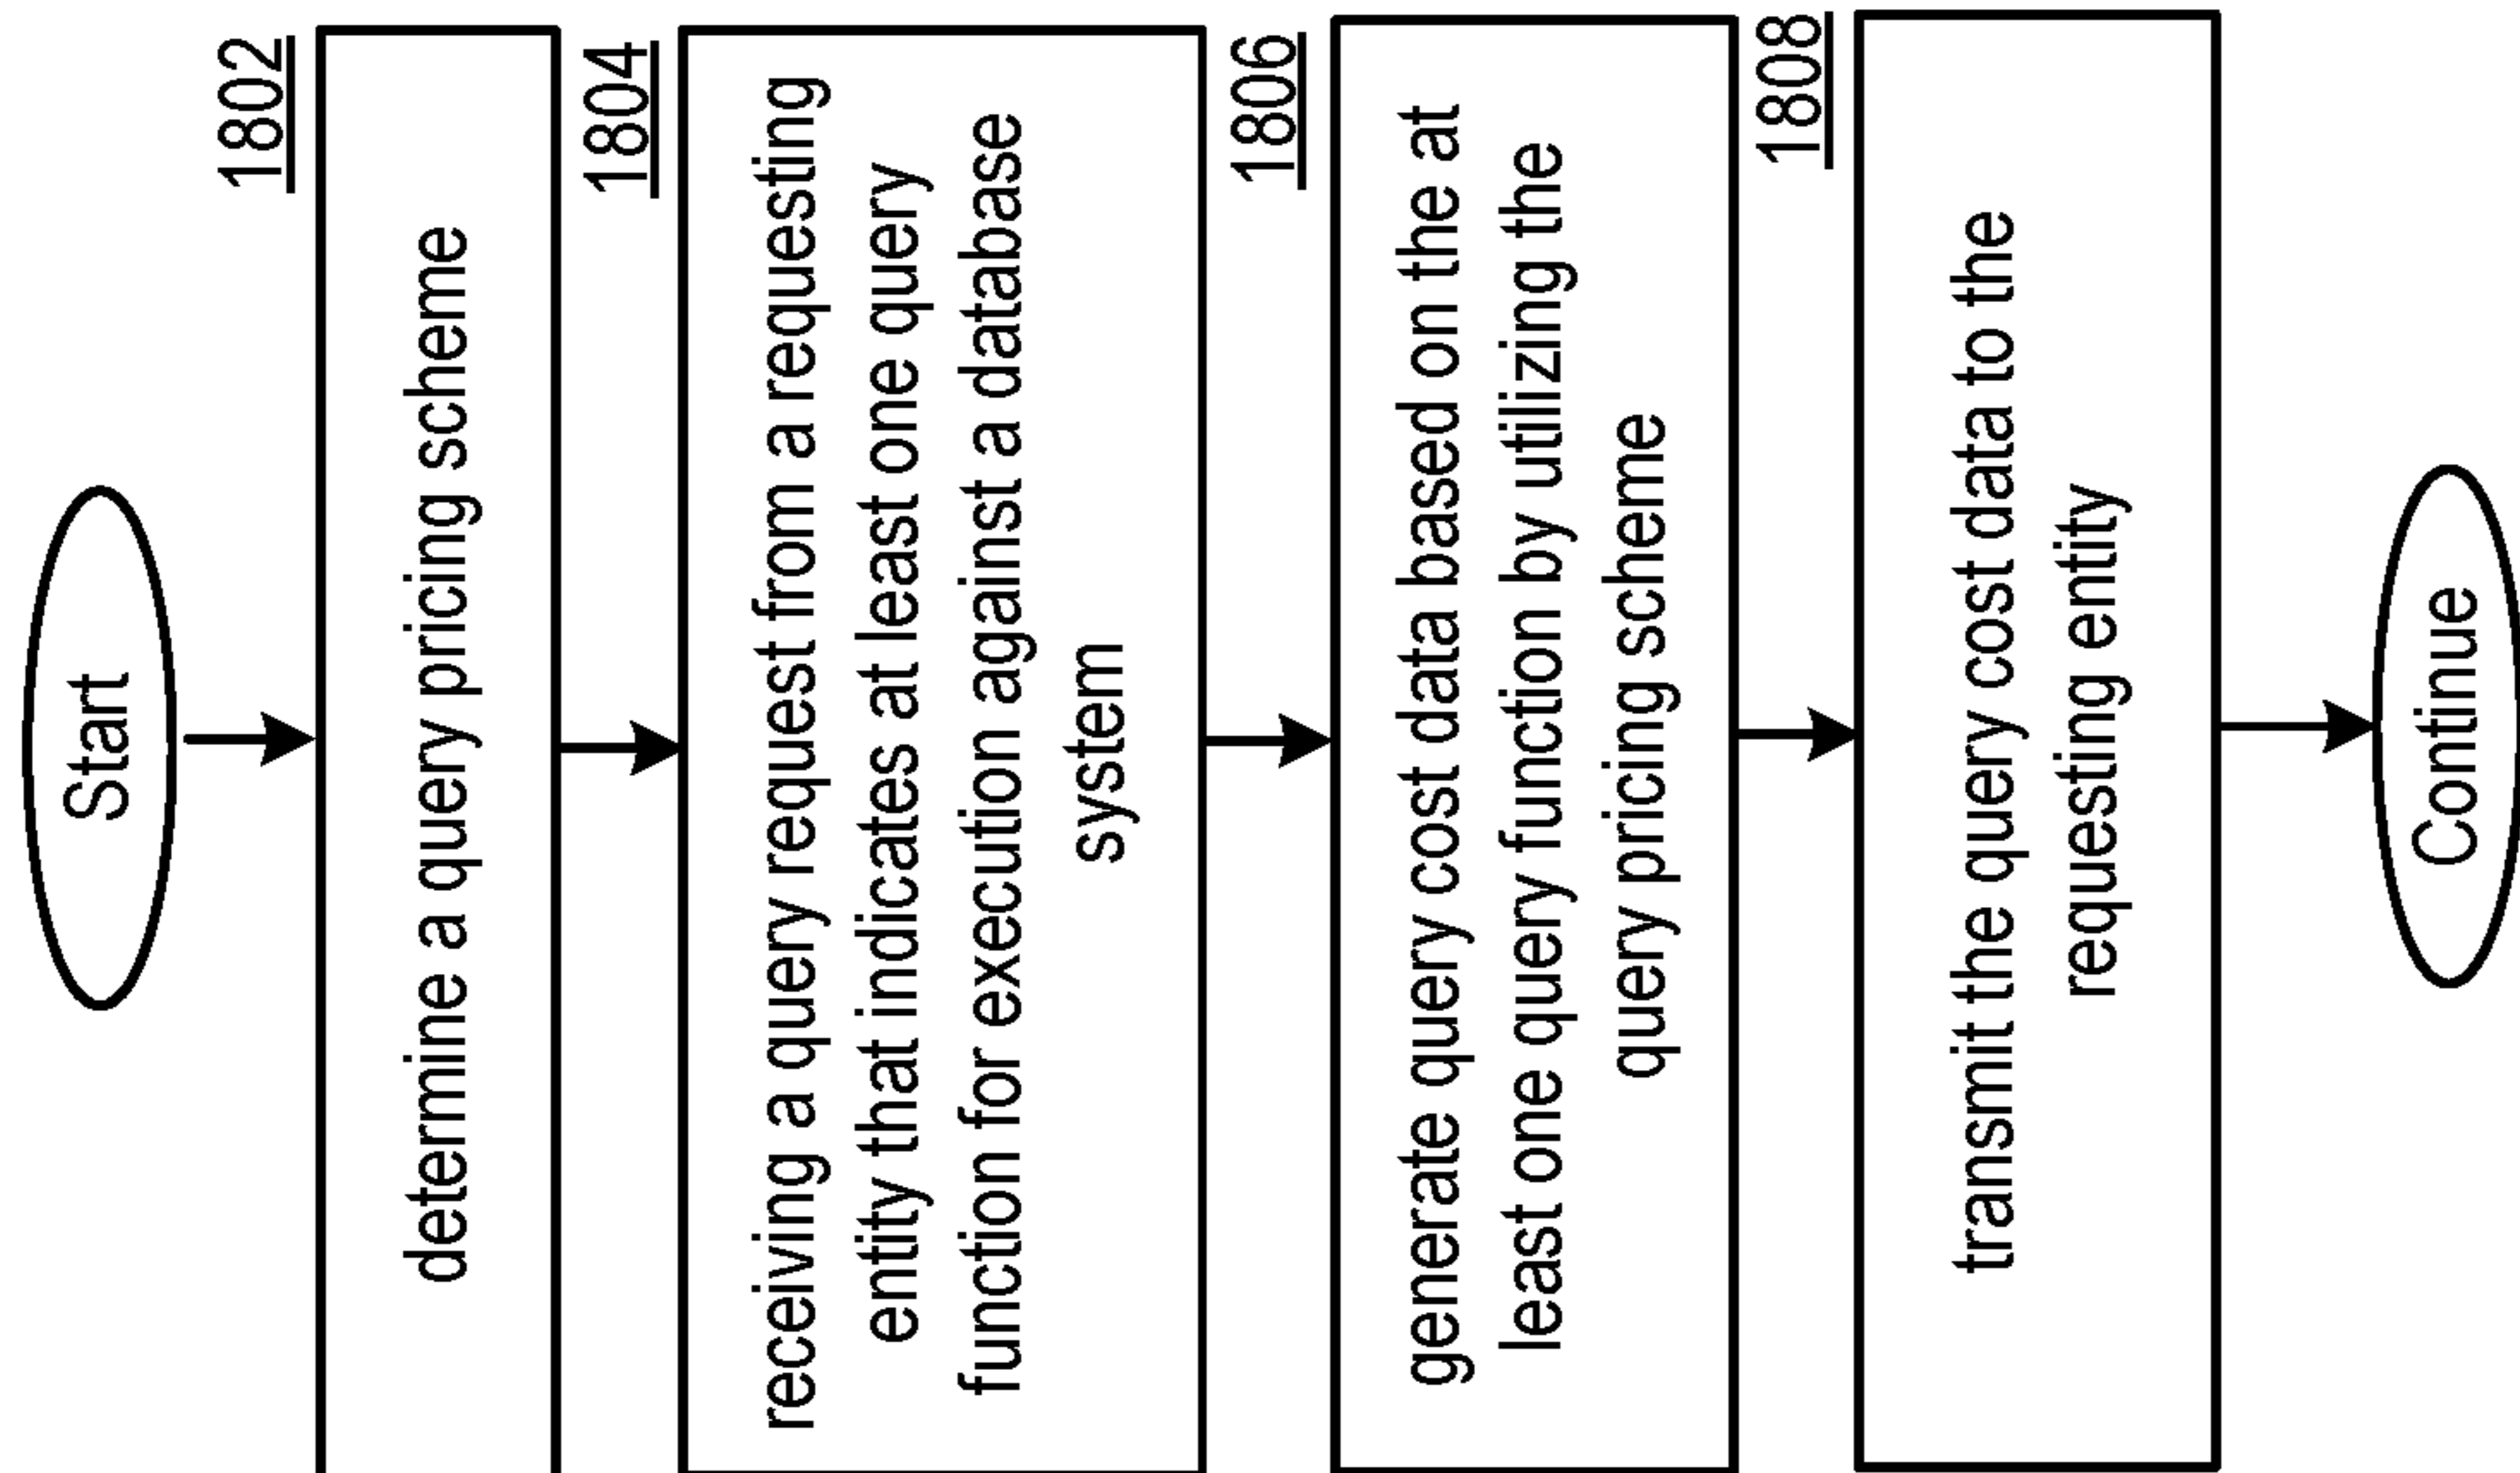 Start
1802
determine a query pricing scheme
1804
receiving a query request from a requesting
entity that indicates at least one query
function for execution against a database
system
1806
generate query cost data based on the at
least one query function by utilizing the
query pricing scheme
1808
transmit the query cost data to the
requesting entity
Continue